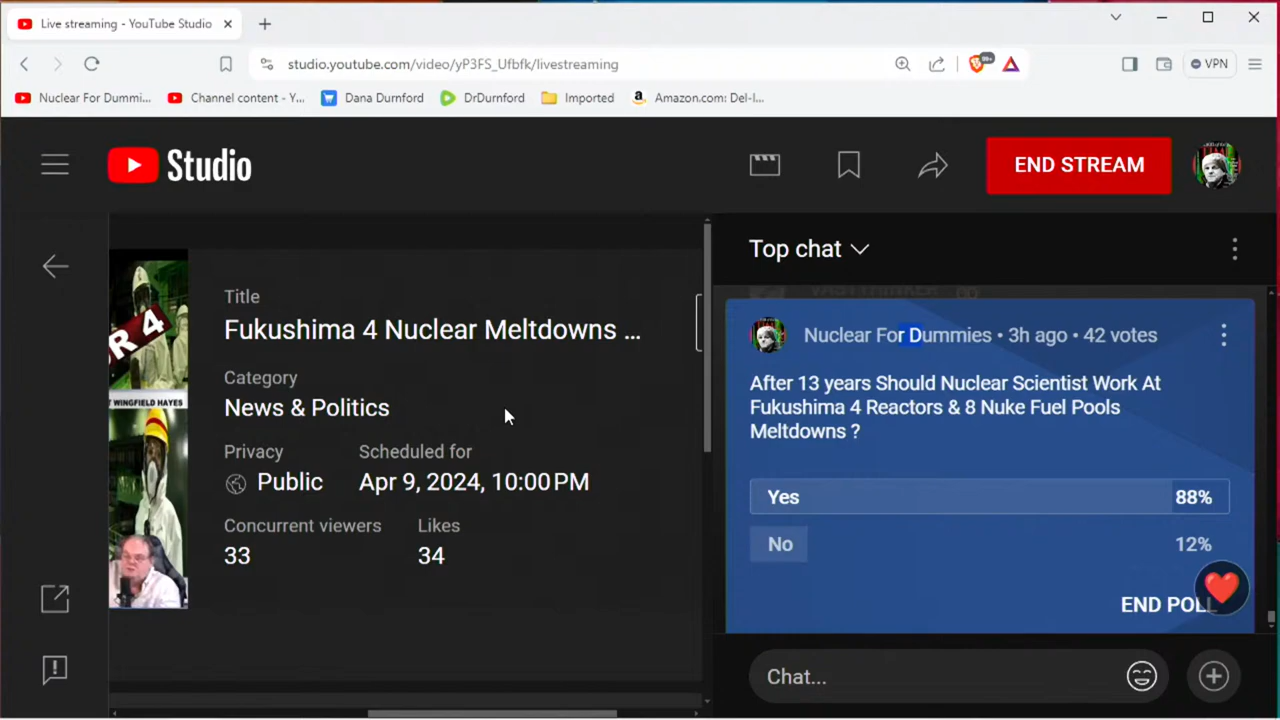 Live streaming - YouTube Studio
studio.youtube.com/video/yP3FS_Ufbfk/livestreaming
99+
VPN
Nuclear For Dummi...
Channel content - Y...
Dana Durnford
DrDurnford
Imported
Amazon.com: Del-I...
Studio
END STREAM
Top chat
R 4
WINGFIELD HAYES
Title
Fukushima 4 Nuclear Meltdowns ...
Category
News & Politics
Privacy
Scheduled for
Public
Apr 9, 2024, 10:00 PM
Concurrent viewers
Likes
33
34
Nuclear For Dummies • 3h ago • 42 votes
After 13 years Should Nuclear Scientist Work At
Fukushima 4 Reactors & 8 Nuke Fuel Pools
Meltdowns ?
Yes 88%
No 12%
END POLL
Chat...